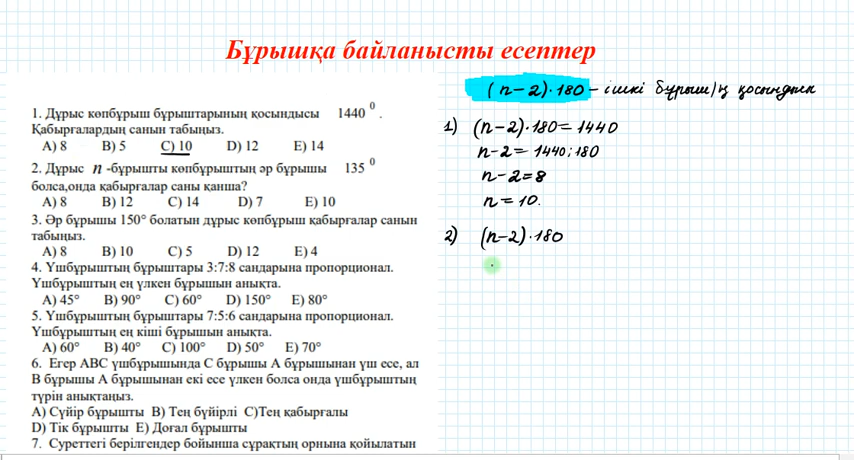 Бұрышқа байланысты есептер
1. Дұрыс көпбұрыш бұрыштарының қосындысы 1440 ⁰ .
Қабырғалардың санын табыңыз.
A) 8 B) 5 C) 10 D) 12 E) 14
2. Дұрыс n -бұрышты көпбұрыштың әр бұрышы 135 ⁰
болса,онда қабырғалар саны қанша?
A) 8 B) 12 C) 14 D) 7 E) 10
3. Әр бұрышы 150° болатын дұрыс көпбұрыш қабырғалар санын
табыңыз.
A) 8 B) 10 C) 5 D) 12 E) 4
4. Үшбұрыштың бұрыштары 3:7:8 сандарына пропорционал.
Үшбұрыштың ең үлкен бұрышын анықта.
A) 45° B) 90° C) 60° D) 150° E) 80°
5. Үшбұрыштың бұрыштары 7:5:6 сандарына пропорционал.
Үшбұрыштың ең кіші бұрышын анықта.
A) 60° B) 40° C) 100° D) 50° E) 70°
6. Егер ABC үшбұрышында C бұрышы A бұрышынан үш есе, ал
B бұрышы A бұрышынан екі есе үлкен болса онда үшбұрыштың
түрін анықтаңыз.
A) Сүйір бұрышты B) Тең бүйірлі C)Тең қабырғалы
D) Тік бұрышты E) Доғал бұрышты
7. Суреттегі берілгендер бойынша сұрақтың орнына қойылатын
(n-2)·180 - ішкі бұрыш/ң қосындысы
1) (n-2)·180=1440
n-2=1440:180
n-2=8
n=10.
2) (n-2)·180